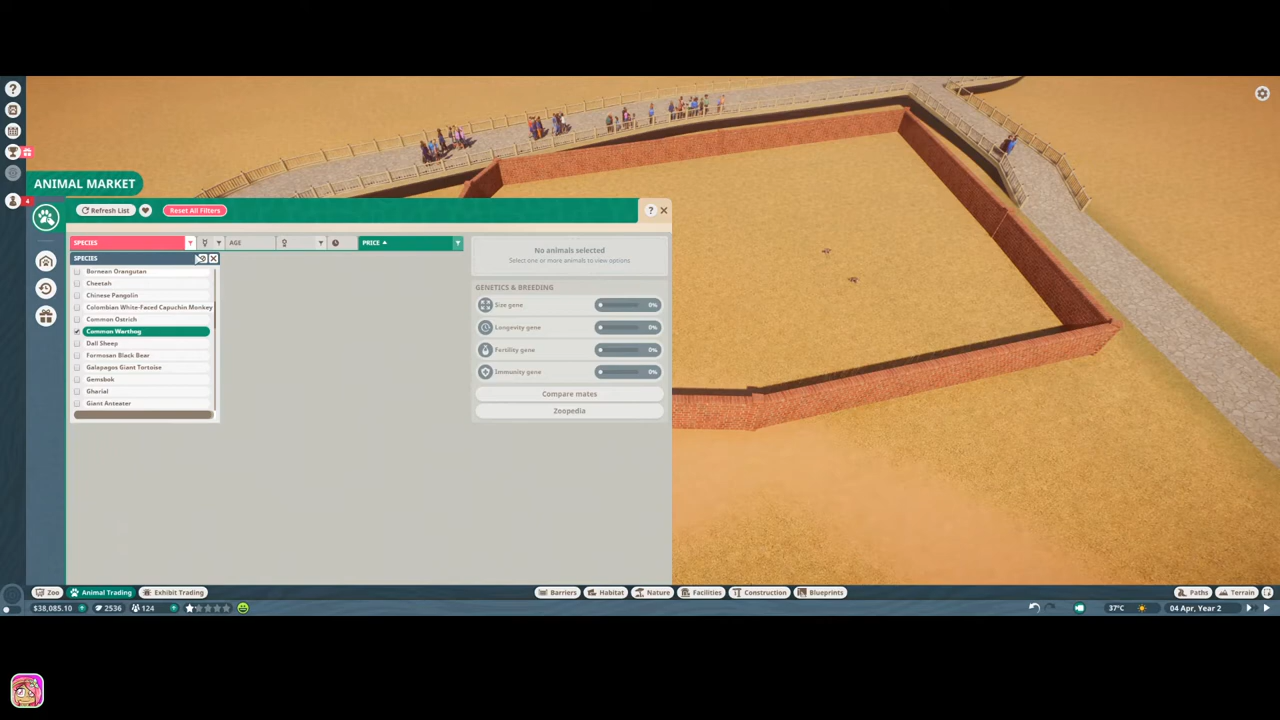 4
ANIMAL MARKET
Refresh List
Reset All Filters
?
SPECIES
AGE
PRICE
SPECIES
Bornean Orangutan
Cheetah
Chinese Pangolin
Colombian White-Faced Capuchin Monkey
Common Ostrich
Common Warthog
Dall Sheep
Formosan Black Bear
Galapagos Giant Tortoise
Gemsbok
Gharial
Giant Anteater
No animals selected
Select one or more animals to view options
GENETICS & BREEDING
Size gene 0%
Longevity gene 0%
Fertility gene 0%
Immunity gene 0%
Compare mates
Zoopedia
Zoo
Animal Trading
Exhibit Trading
Barriers
Habitat
Nature
Facilities
Construction
Blueprints
Paths
Terrain
$38,085.10
2536
124
37°C
04 Apr, Year 2